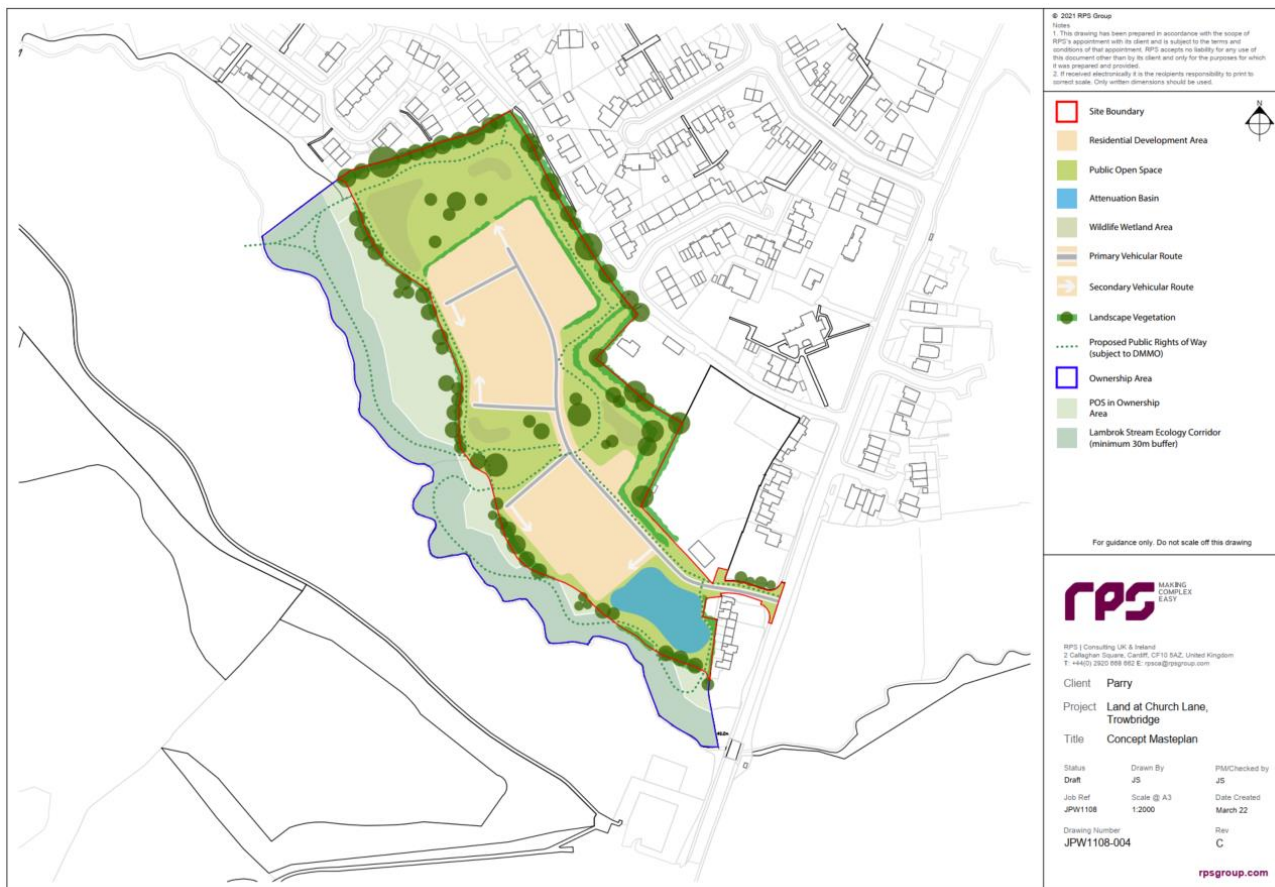 © 2021 RPS Group
Notes
1. This drawing has been prepared in accordance with the scope of
RPS's appointment with its client and is subject to the terms and
conditions of that appointment. RPS accepts no liability for any use of
this document other than by its client and only for the purposes for which
it was prepared and provided.
2. If received electronically it is the recipients responsibility to print to
correct scale. Only written dimensions should be used.
N
Site Boundary
Residential Development Area
Public Open Space
Attenuation Basin
Wildlife Wetland Area
Primary Vehicular Route
Secondary Vehicular Route
Landscape Vegetation
Proposed Public Rights of Way
(subject to DMMO)
Ownership Area
POS in Ownership
Area
Lambrok Stream Ecology Corridor
(minimum 30m buffer)
For guidance only. Do not scale off this drawing
rps MAKING
COMPLEX
EASY
RPS | Consulting UK & Ireland
2 Callaghan Square, Cardiff, CF10 5AZ, United Kingdom
Client Parry
Project Land at Church Lane,
Trowbridge
Title Concept Masteplan
Status Drawn By PM/Checked by
Draft JS JS
Job Ref Scale @ A3 Date Created
JPW1108 1:2000 March 22
Drawing Number Rev
JPW1108-004 C
rpsgroup.com